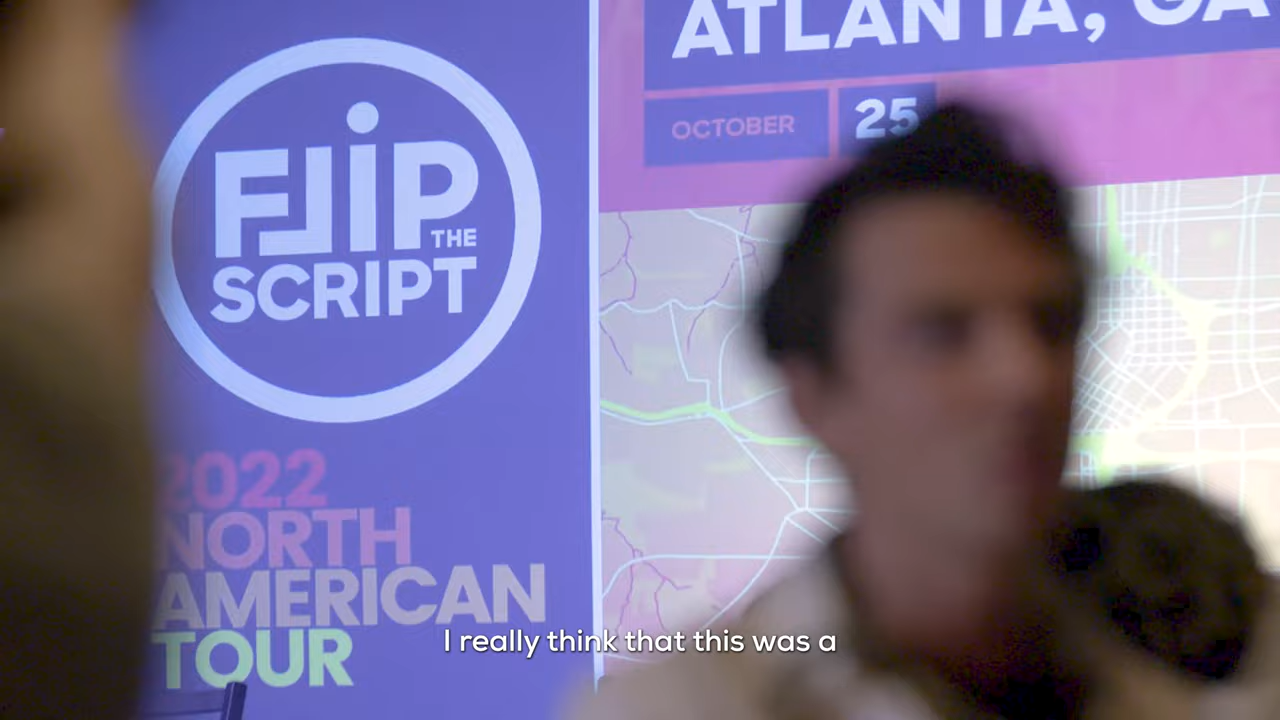 FLiP
THE
SCRIPT
2022
NORTH
AMERICAN
TOUR
ATLANTA, GA
OCTOBER
25
I really think that this was a